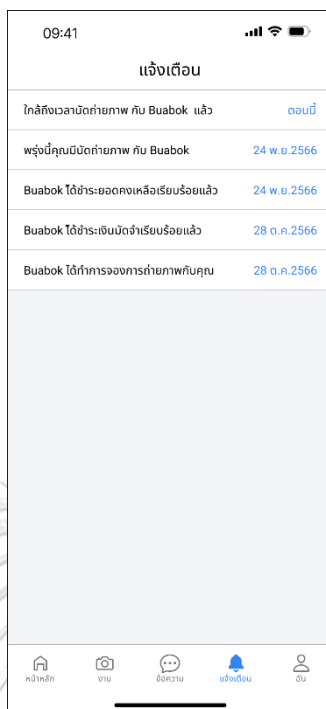 09:41
แจ้งเตือน
ใกล้ถึงเวลานัดถ่ายภาพ กับ Buabok แล้ว ตอนนี้
พรุ่งนี้คุณมีนัดถ่ายภาพ กับ Buabok 24 พ.ย.2566
Buabok ได้ชำระยอดคงเหลือเรียบร้อยแล้ว 24 พ.ย.2566
Buabok ได้ชำระเงินมัดจำเรียบร้อยแล้ว 28 ต.ค.2566
Buabok ได้ทำการจองการถ่ายภาพกับคุณ 28 ต.ค.2566
หน้าหลัก งาน ข้อความ แจ้งเตือน ฉัน